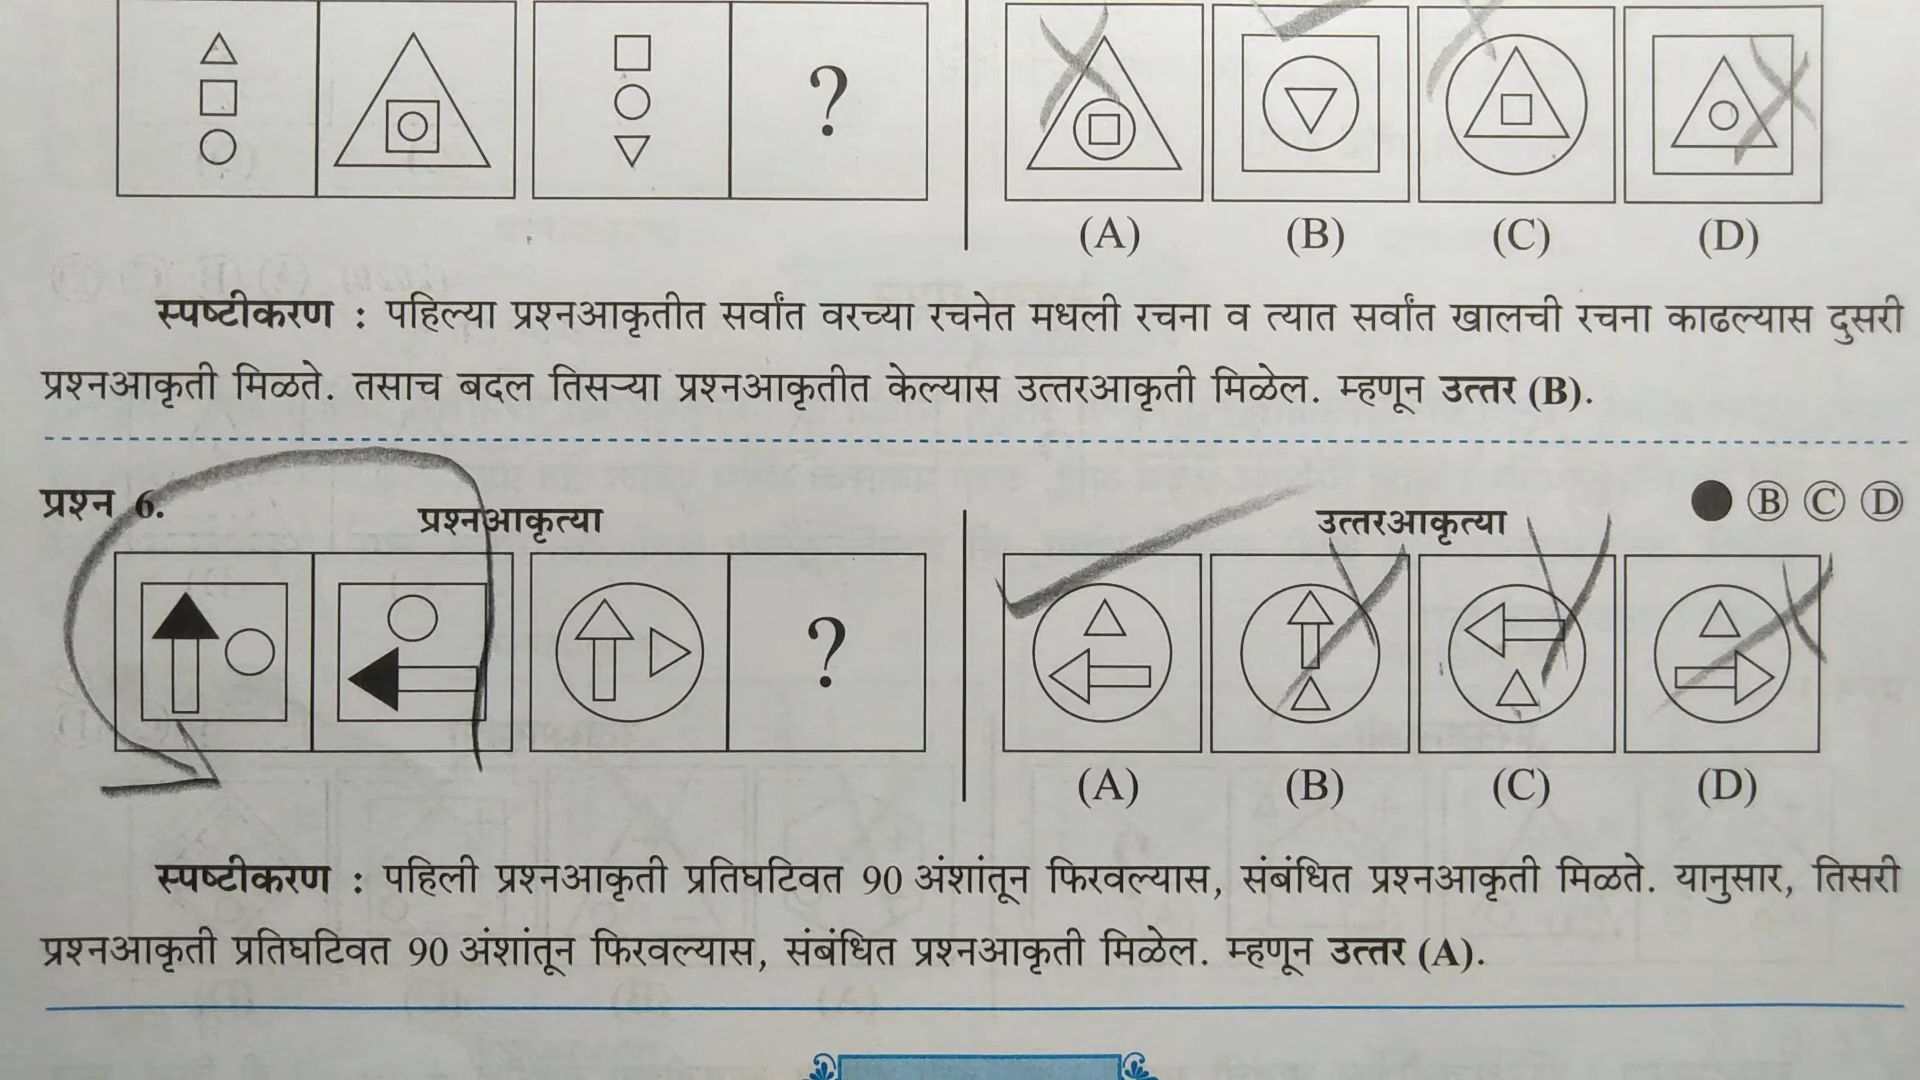 ?
(A) (B) (C) (D)
स्पष्टीकरण : पहिल्या प्रश्नआकृतीत सर्वांत वरच्या रचनेत मधली रचना व त्यात सर्वांत खालची रचना काढल्यास दुसरी
प्रश्नआकृती मिळते. तसाच बदल तिसऱ्या प्रश्नआकृतीत केल्यास उत्तरआकृती मिळेल. म्हणून उत्तर (B).
प्रश्न 6.
प्रश्नआकृत्या
उत्तरआकृत्या
Ⓑ Ⓒ Ⓓ
?
(A) (B) (C) (D)
स्पष्टीकरण : पहिली प्रश्नआकृती प्रतिघटिवत 90 अंशांतून फिरवल्यास, संबंधित प्रश्नआकृती मिळते. यानुसार, तिसरी
प्रश्नआकृती प्रतिघटिवत 90 अंशांतून फिरवल्यास, संबंधित प्रश्नआकृती मिळेल. म्हणून उत्तर (A).